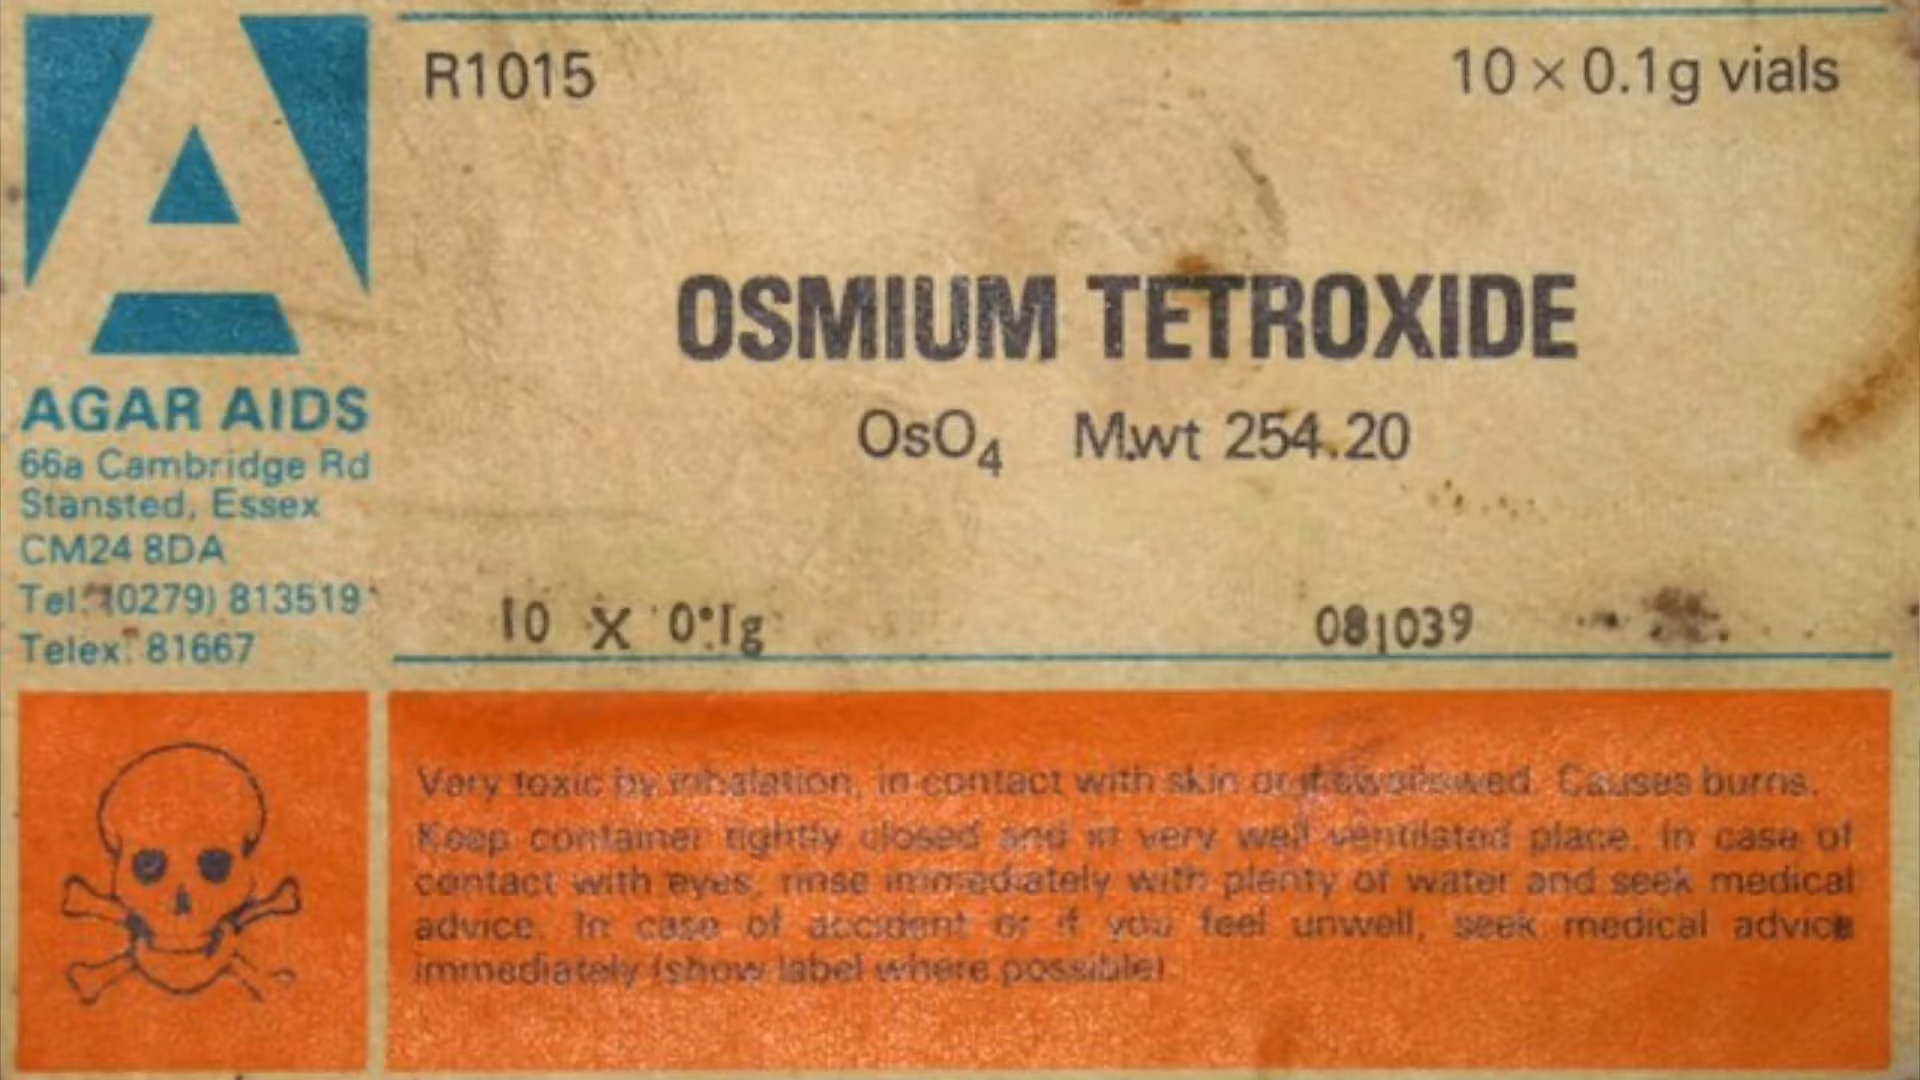 R1015
10 × 0.1g vials
OSMIUM TETROXIDE
OsO₄ M.wt 254.20
AGAR AIDS
66a Cambridge Rd
Stansted, Essex
CM24 8DA
Tel: (0279) 813519
Telex: 81667
10 X 0.1g
081039
Very toxic by inhalation, in contact with skin or if swallowed. Causes burns.
Keep container tightly closed and in very well ventilated place. In case of
contact with eyes, rinse immediately with plenty of water and seek medical
advice. In case of accident or if you feel unwell, seek medical advice
immediately (show label where possible)